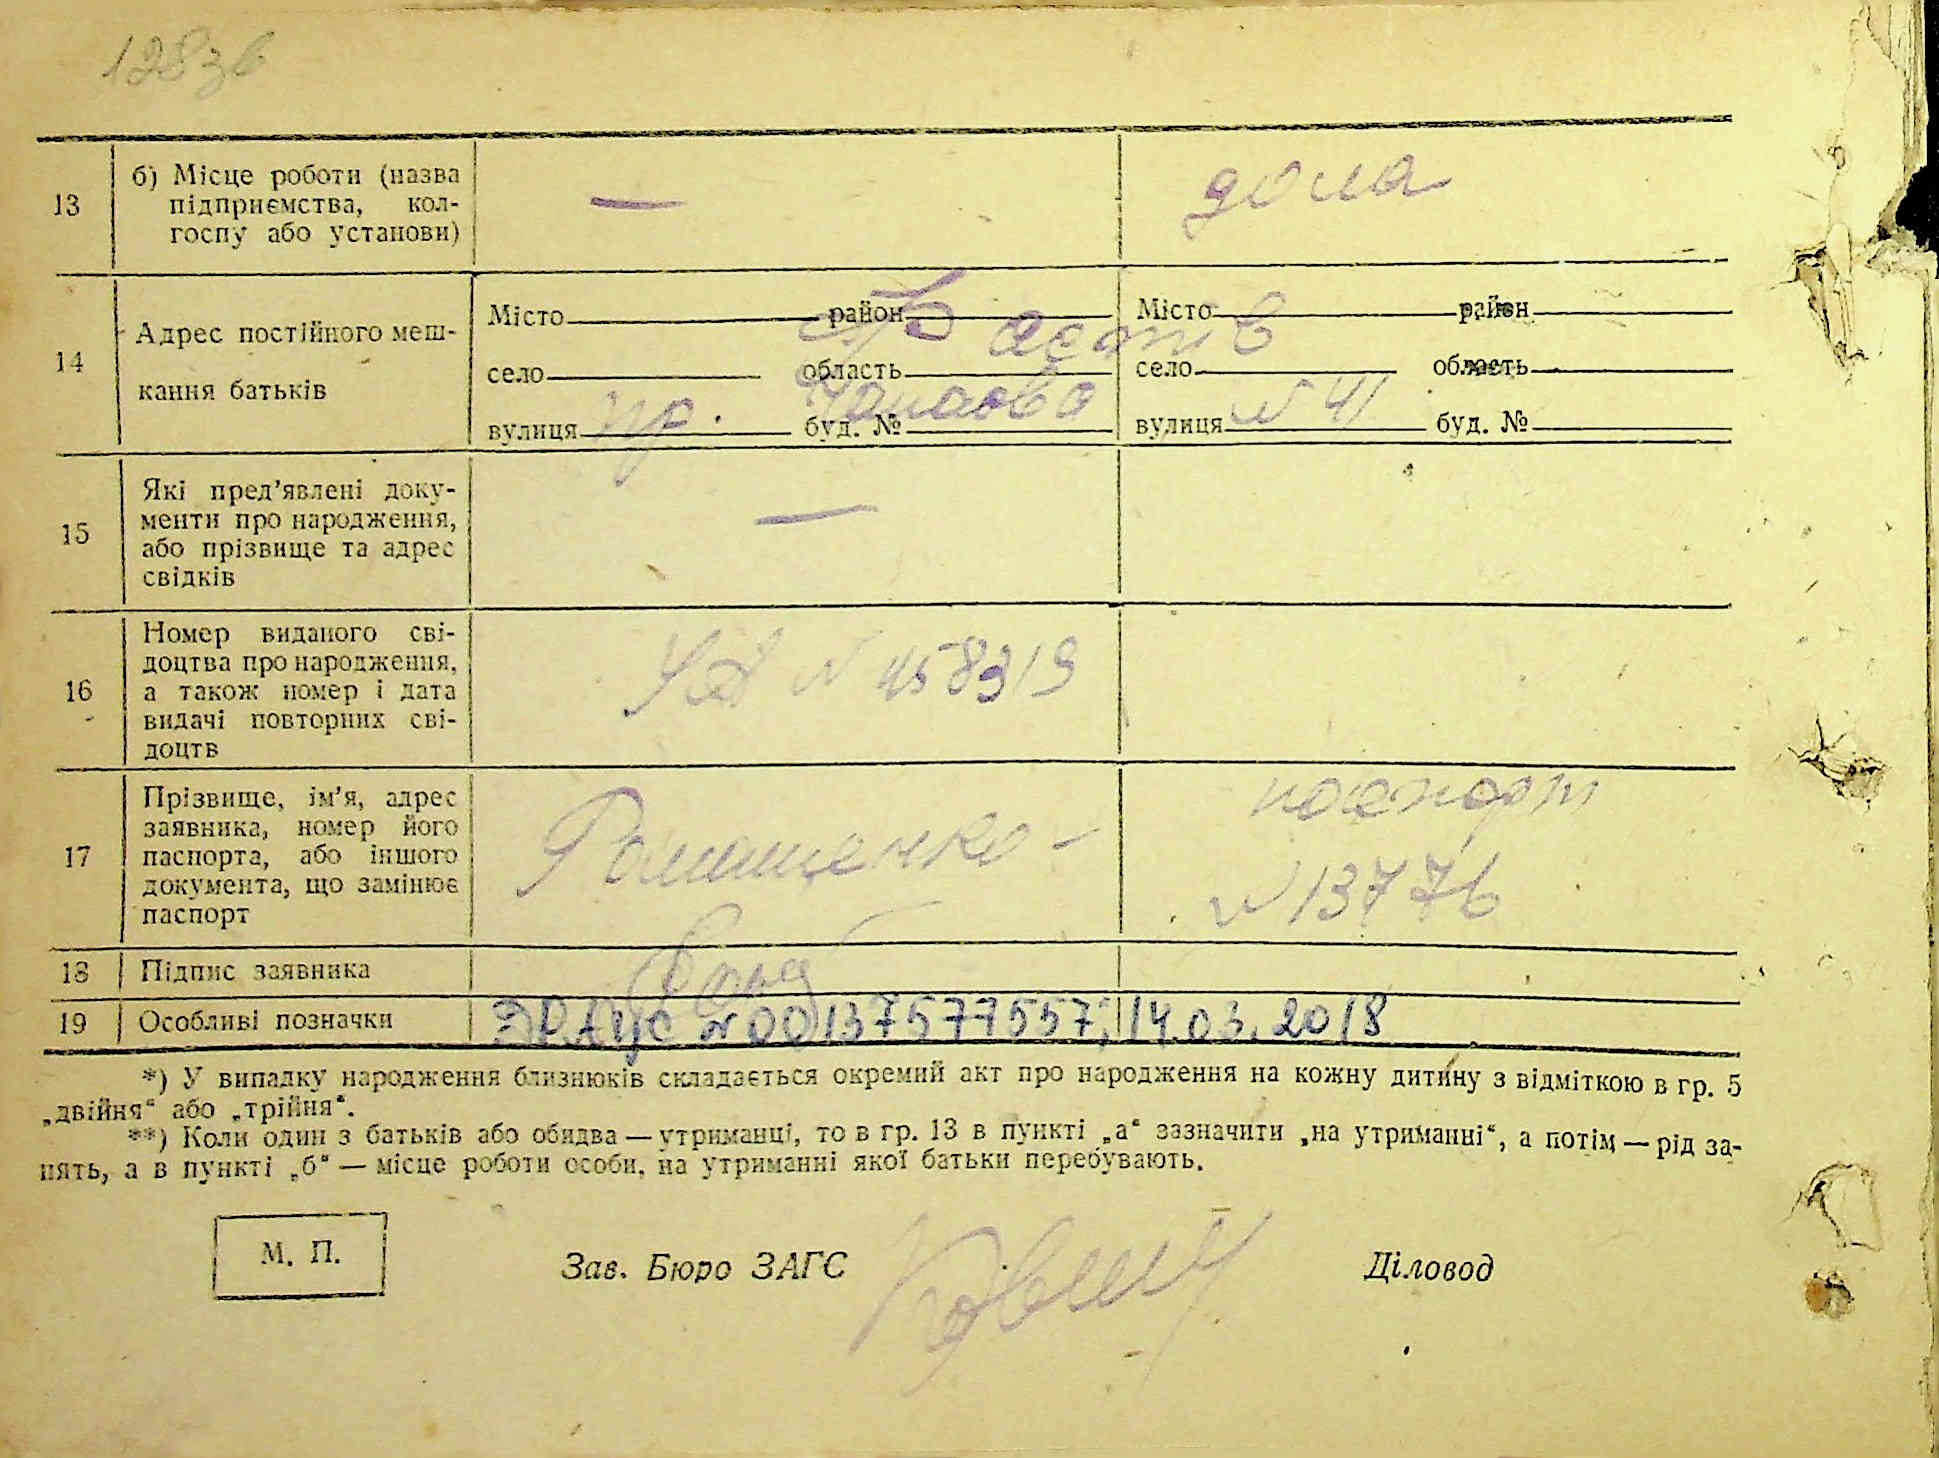 128зв
13
б) Місце роботи (назва
підприємства, кол-
госпу або установи)
—
дома
14
Адрес постійного меш-
кання батьків
Місто район
село область
вулиця буд. №
Місто район
село область
вулиця буд. №
Фастів
пр. Чапаєва № 41
15
Які пред’явлені доку-
менти про народження,
або прізвище та адрес
свідків
—
16
Номер виданого сві-
доцтва про народження,
а також номер і дата
видачі повторних сві-
доцтв
№ 458319
17
Прізвище, ім’я, адрес
заявника, номер його
паспорта, або іншого
документа, що замінює
паспорт
паспорт
18 Підпис заявника
19 Особливі позначки
ДРАЦС № 00137577557; 14.03.2018
*) У випадку народження близнюків складається окремий акт про народження на кожну дитину з відміткою в гр. 5
„двійня“ або „трійня“.
**) Коли один з батьків або обидва — утриманці, то в гр. 13 в пункті „а“ зазначити „на утриманні“, а потім — рід за-
нять, а в пункті „б“ — місце роботи особи, на утриманні якої батьки перебувають.
М. П.
Зав. Бюро ЗАГС
Діловод